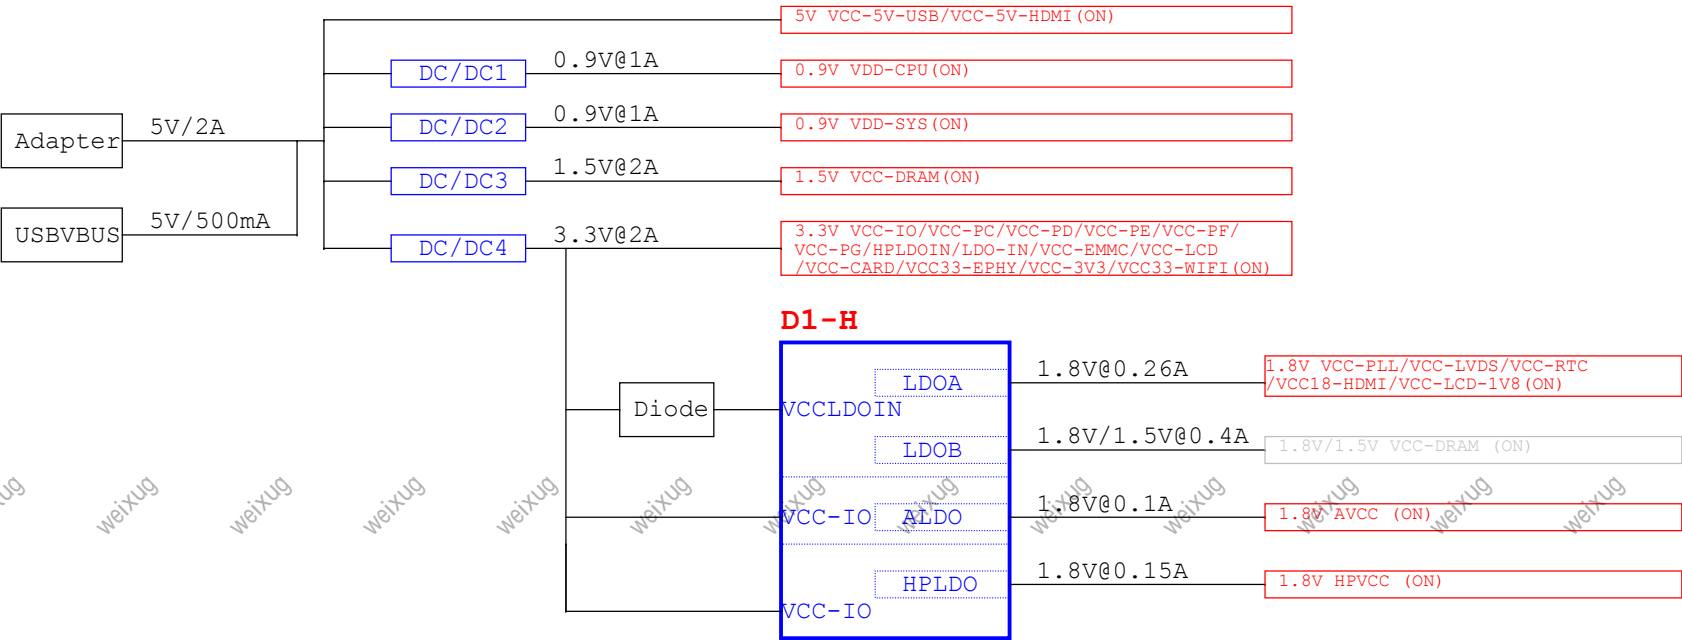 5V VCC-5V-USB/VCC-5V-HDMI(ON)
DC/DC1
0.9V@1A
0.9V VDD-CPU(ON)
Adapter
5V/2A
DC/DC2
0.9V@1A
0.9V VDD-SYS(ON)
DC/DC3
1.5V@2A
1.5V VCC-DRAM(ON)
USBVBUS
5V/500mA
DC/DC4
3.3V@2A
3.3V VCC-IO/VCC-PC/VCC-PD/VCC-PE/VCC-PF/
VCC-PG/HPLDOIN/LDO-IN/VCC-EMMC/VCC-LCD
/VCC-CARD/VCC33-EPHY/VCC-3V3/VCC33-WIFI(ON)
D1-H
Diode
VCCLDOIN
LDOA
1.8V@0.26A
1.8V VCC-PLL/VCC-LVDS/VCC-RTC
/VCC18-HDMI/VCC-LCD-1V8(ON)
LDOB
1.8V/1.5V@0.4A
1.8V/1.5V VCC-DRAM (ON)
VCC-IO
ALDO
1.8V@0.1A
1.8V AVCC (ON)
HPLDO
1.8V@0.15A
1.8V HPVCC (ON)
VCC-IO
weixug
weixug
weixug
weixug
weixug
weixug
weixug
weixug
weixug
weixug
weixug
weixug